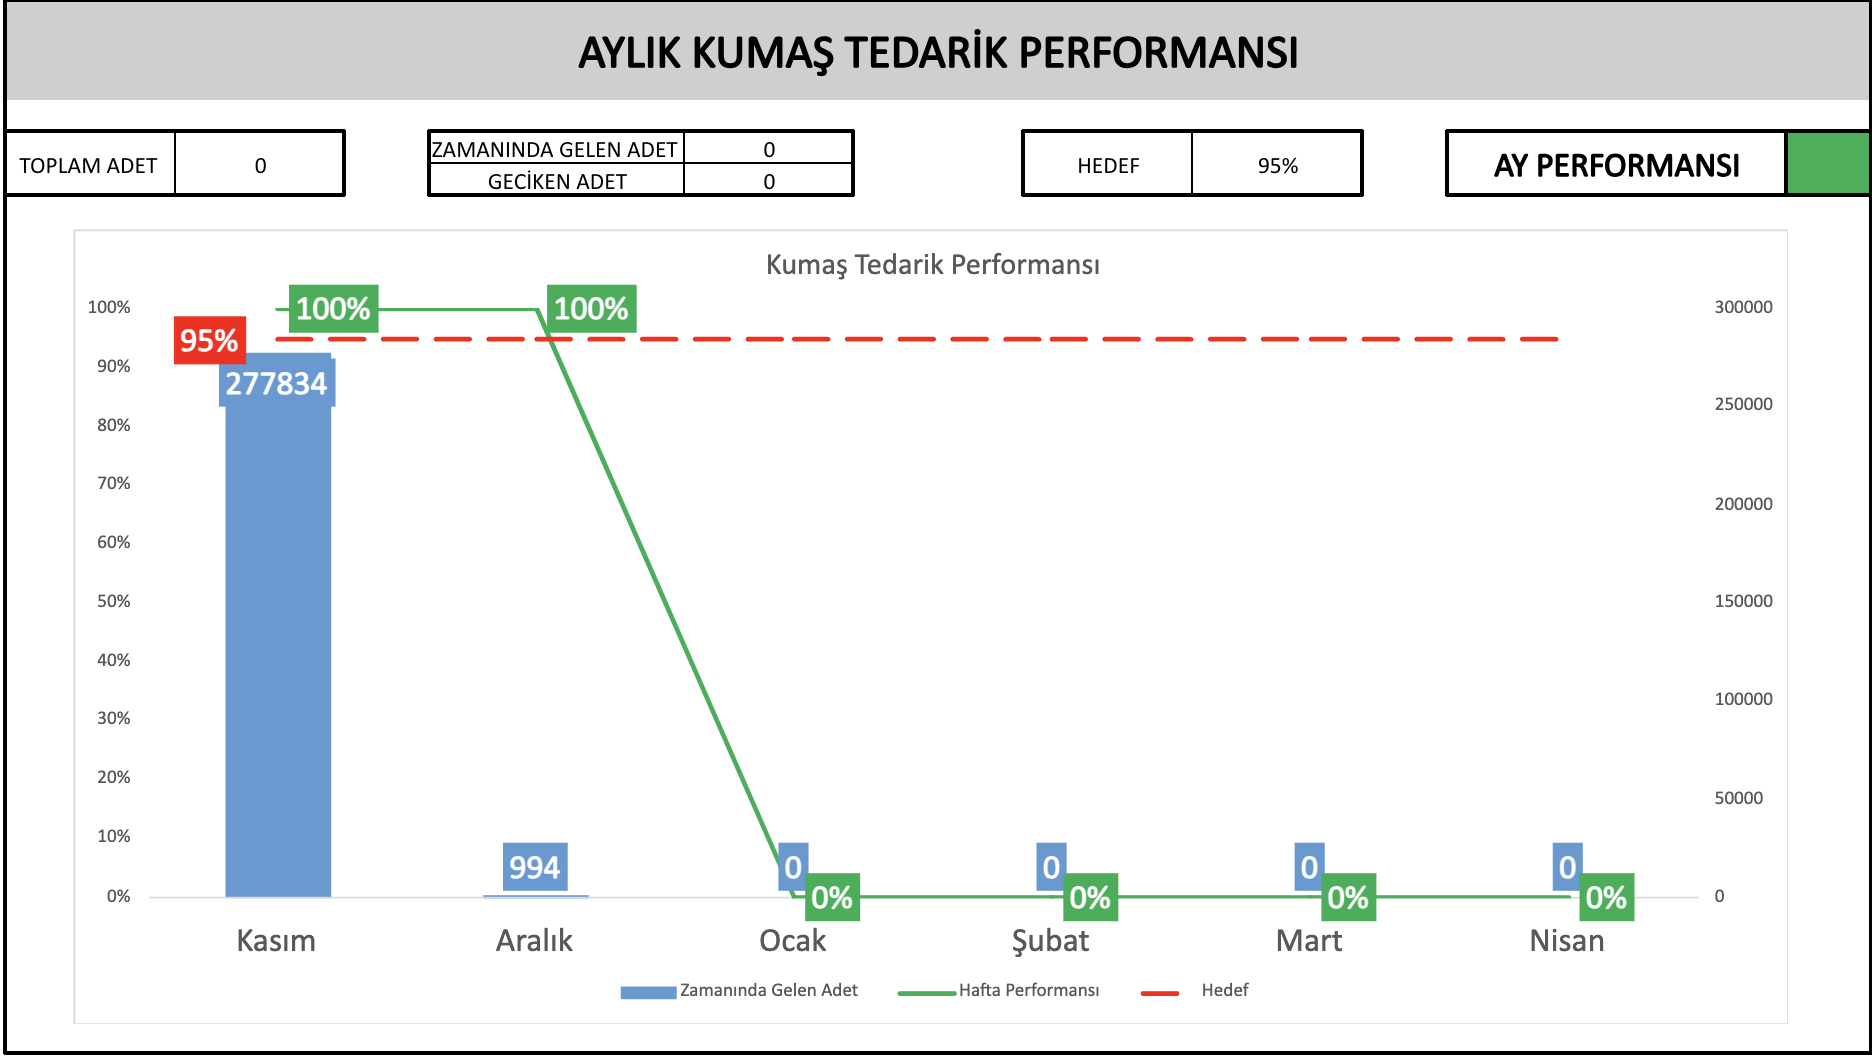 AYLIK KUMAŞ TEDARİK PERFORMANSI
TOPLAM ADET 0
ZAMANINDA GELEN ADET 0
GECİKEN ADET 0
HEDEF 95%
AY PERFORMANSI
Kumaş Tedarik Performansı
100% 100% 100% 300000
95%
90%
277834
80% 250000
70%
200000
60%
50% 150000
40%
30% 100000
20%
50000
10%
994 0 0 0 0
0% 0% 0% 0% 0% 0
Kasım Aralık Ocak Şubat Mart Nisan
Zamanında Gelen Adet Hafta Performansı Hedef